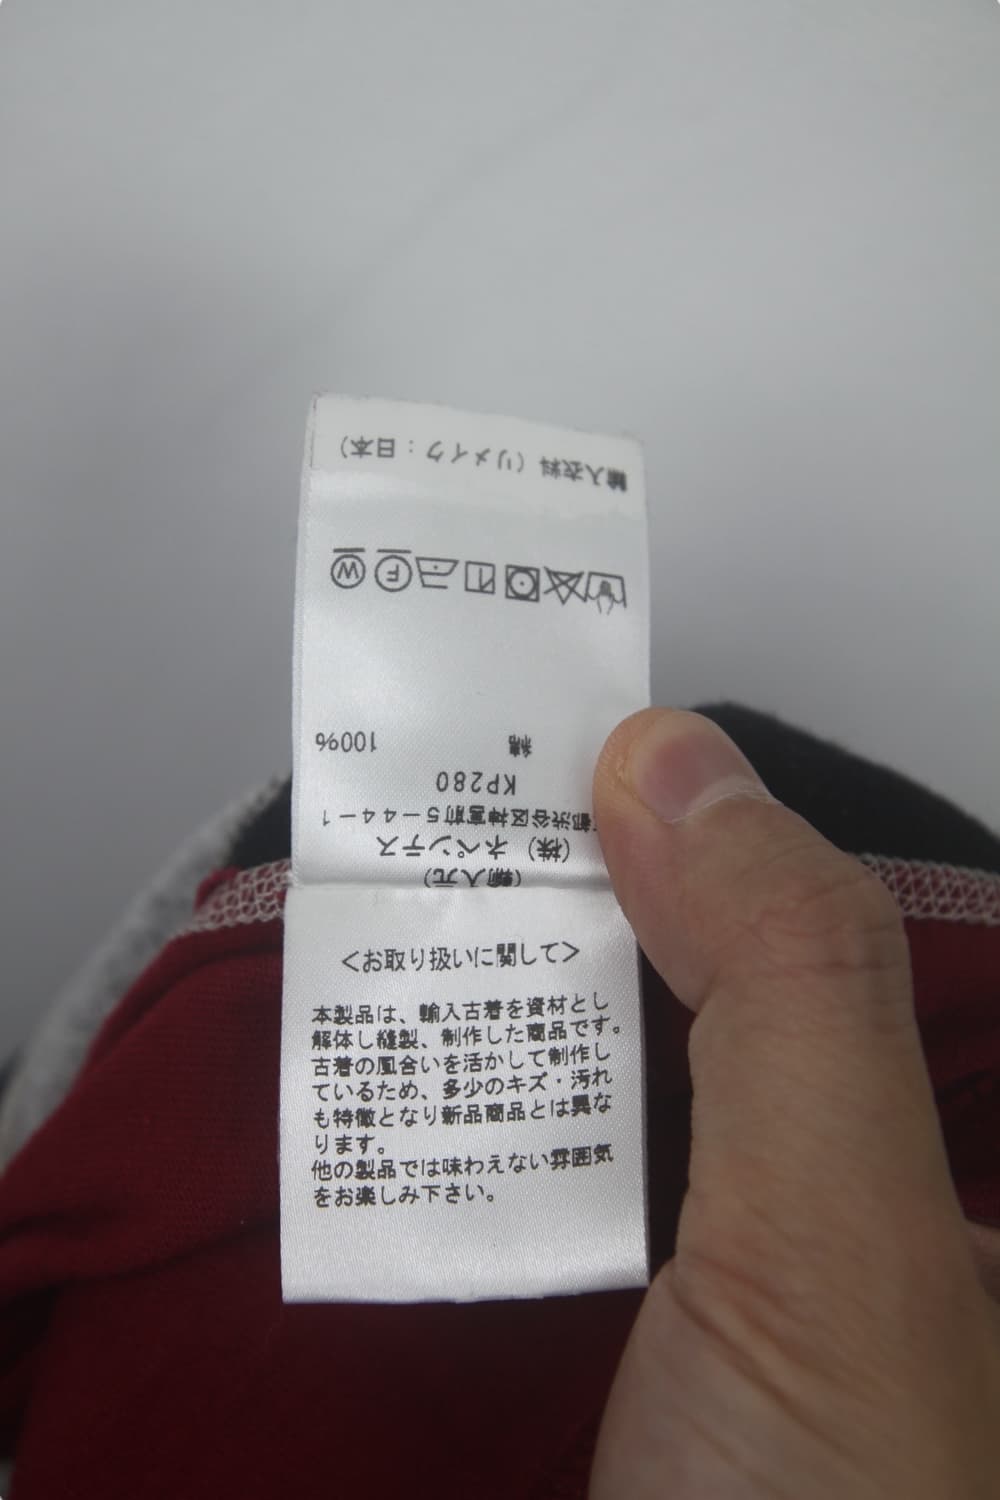 (輸入元)
(株) ネペンテス
都渋谷区神宮前5-44-1
KP280
綿 100%
W
F
輸入衣料 (リメイク：日本)
<お取り扱いに関して>
本製品は、輸入古着を資材とし
解体し縫製、制作した商品です。
古着の風合いを活かして制作し
ているため、多少のキズ・汚れ
も特徴となり新品商品とは異な
ります。
他の製品では味わえない雰囲気
をお楽しみ下さい。